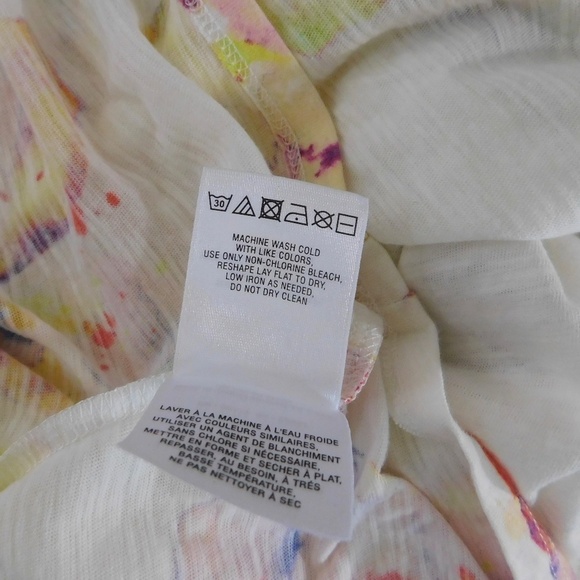 30
MACHINE WASH COLD
WITH LIKE COLORS,
USE ONLY NON-CHLORINE BLEACH,
RESHAPE LAY FLAT TO DRY,
LOW IRON AS NEEDED,
DO NOT DRY CLEAN
LAVER À LA MACHINE À L'EAU FROIDE
AVEC COULEURS SIMILAIRES,
UTILISER UN AGENT DE BLANCHIMENT
SANS CHLORE SI NÉCESSAIRE,
METTRE EN FORME ET SÉCHER À PLAT,
REPASSER, AU BESOIN, À TRÈS
BASSE TEMPÉRATURE,
NE PAS NETTOYER À SEC